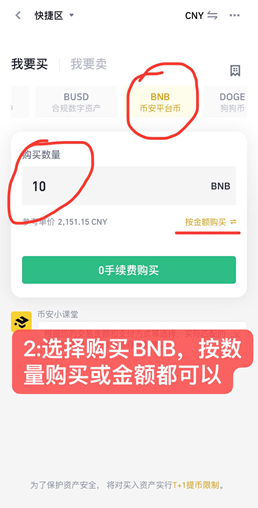 快捷区
CNY
我要买 我要卖
BUSD BNB DOGE
合规数字资产 币安平台币 狗狗币
购买数量
10 BNB
参考单价 2,151.15 CNY 按金额购买
0手续费购买
币安小课堂
2:选择购买BNB，按数
量购买或金额都可以
为了保护资产安全，将对买入资产实行T+1提币限制。